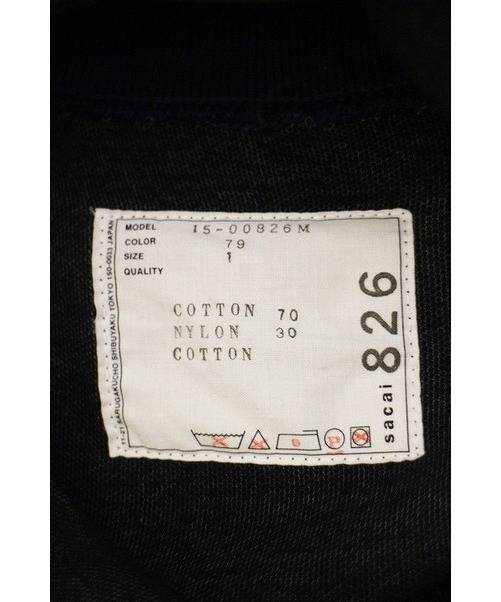 MODEL 15-00826M
COLOR 79
SIZE 1
QUALITY
COTTON 70
NYLON 30
COTTON
sacai 826
11-21 SARUGAKUCHO SHIBUYAKU TOKYO 150-0033 JAPAN